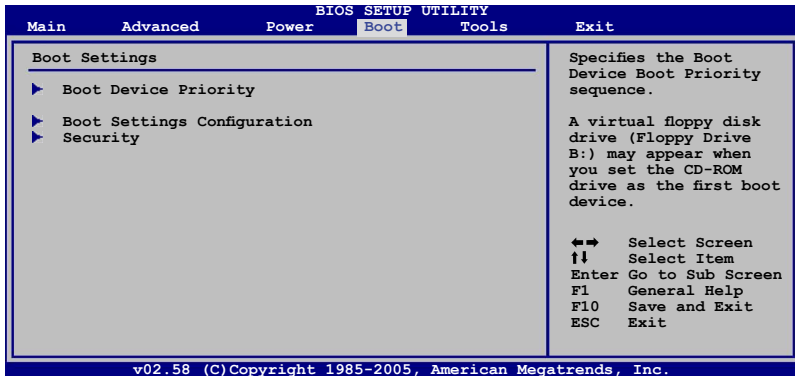 BIOS SETUP UTILITY
Main Advanced Power Boot Tools Exit
Boot Settings
Boot Device Priority
Boot Settings Configuration
Security
Specifies the Boot
Device Boot Priority
sequence.
A virtual floppy disk
drive (Floppy Drive
B:) may appear when
you set the CD-ROM
drive as the first boot
device.
Select Screen
Select Item
Enter Go to Sub Screen
F1 General Help
F10 Save and Exit
ESC Exit
v02.58 (C)Copyright 1985-2005, American Megatrends, Inc.